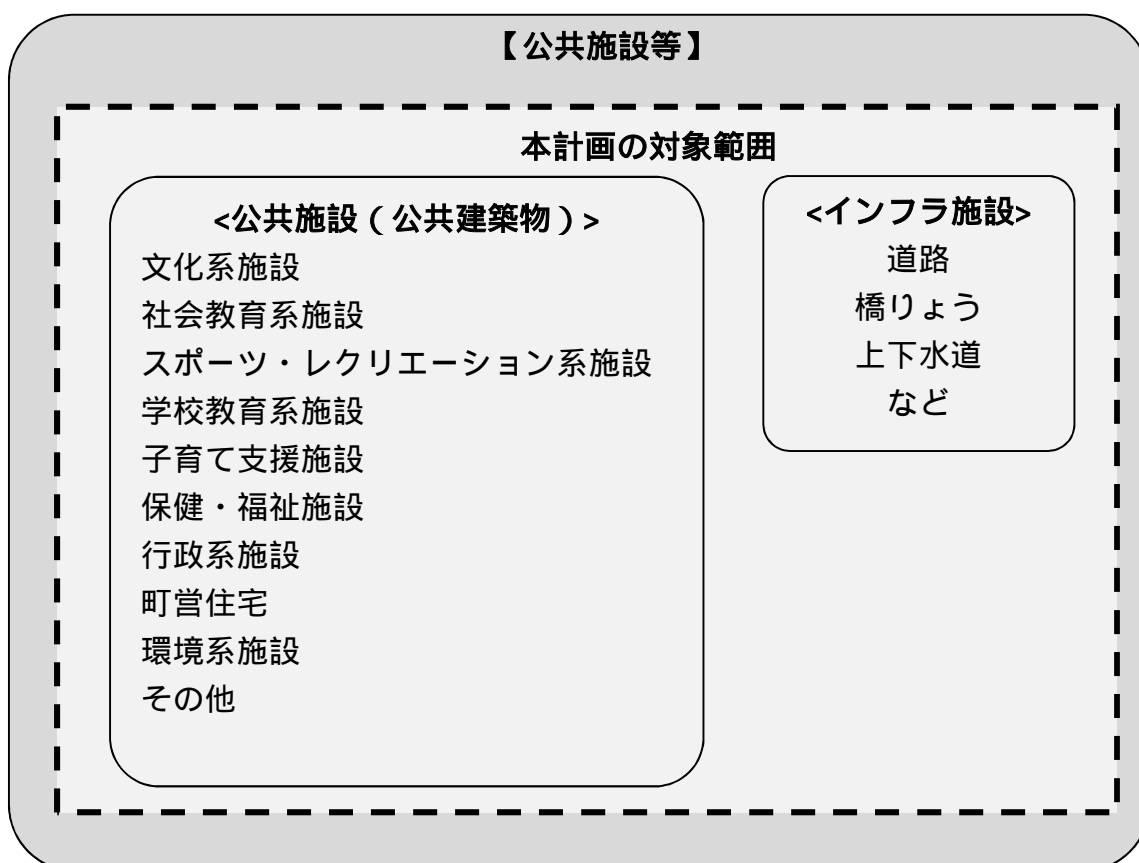 【公共施設等】
本計画の対象範囲
<公共施設（公共建築物）>
文化系施設
社会教育系施設
スポーツ・レクリエーション系施設
学校教育系施設
子育て支援施設
保健・福祉施設
行政系施設
町営住宅
環境系施設
その他
<インフラ施設>
道路
橋りょう
上下水道
など